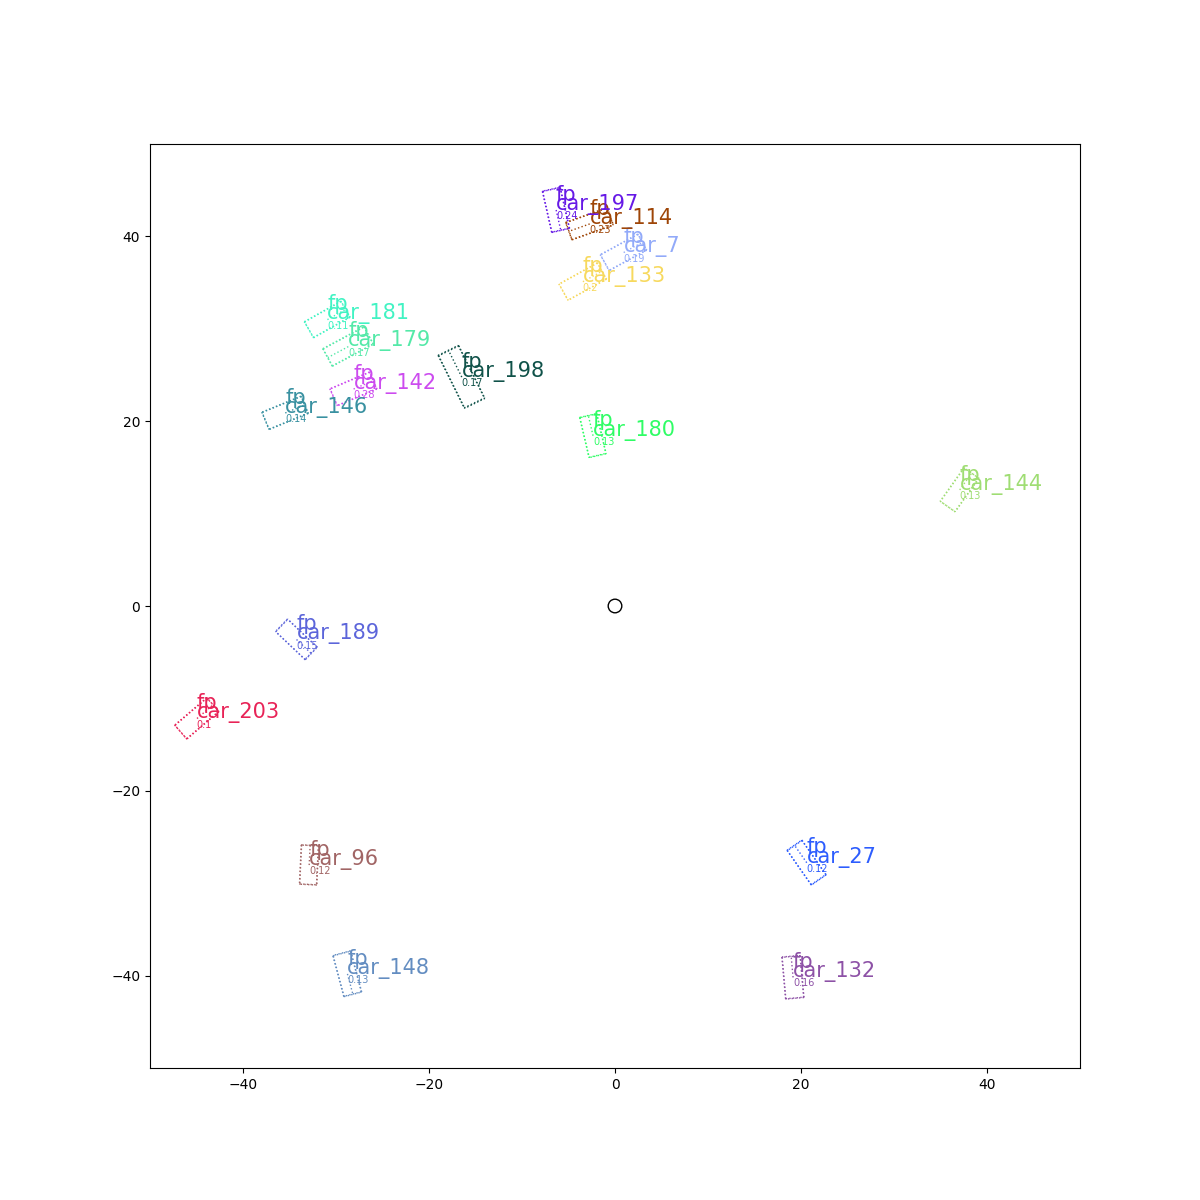 fp
car_197
0.24
fp
car_114
0.23
fp
car_7
0.19
fp
car_133
0.2
fp
car_181
0.11
fp
car_179
0.17
fp
car_198
0.17
fp
car_142
0.28
fp
car_146
0.14
fp
car_180
0.13
fp
car_144
0.13
fp
car_189
0.15
fp
car_203
0.1
fp
car_96
0.12
fp
car_27
0.12
fp
car_148
0.13
fp
car_132
0.16
40
20
0
−20
−40
−40
−20
0
20
40